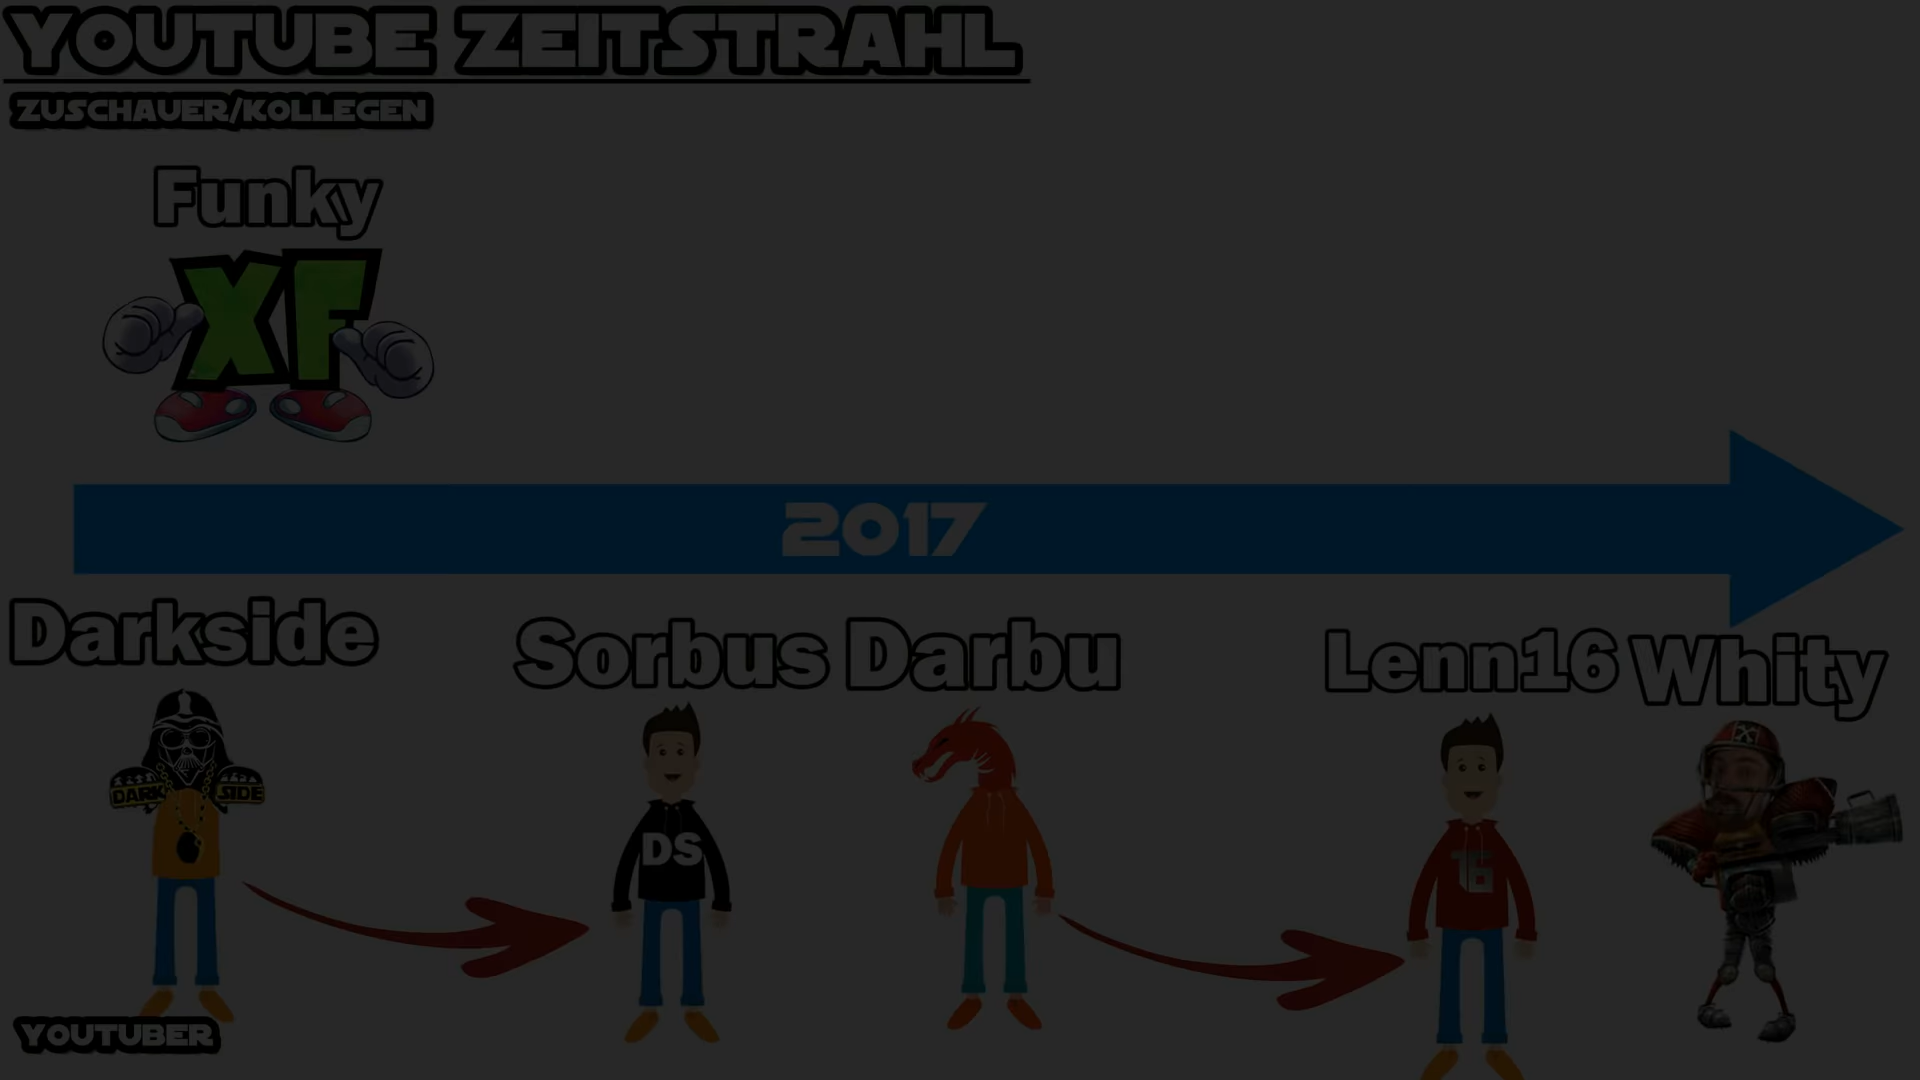 YOUTUBE ZEITSTRAHL
ZUSCHAUER/KOLLEGEN
Funky
XF
2017
Darkside
Sorbus
Darbu
Lenn16
Whity
DARK SIDE
DS
16
YOUTUBER